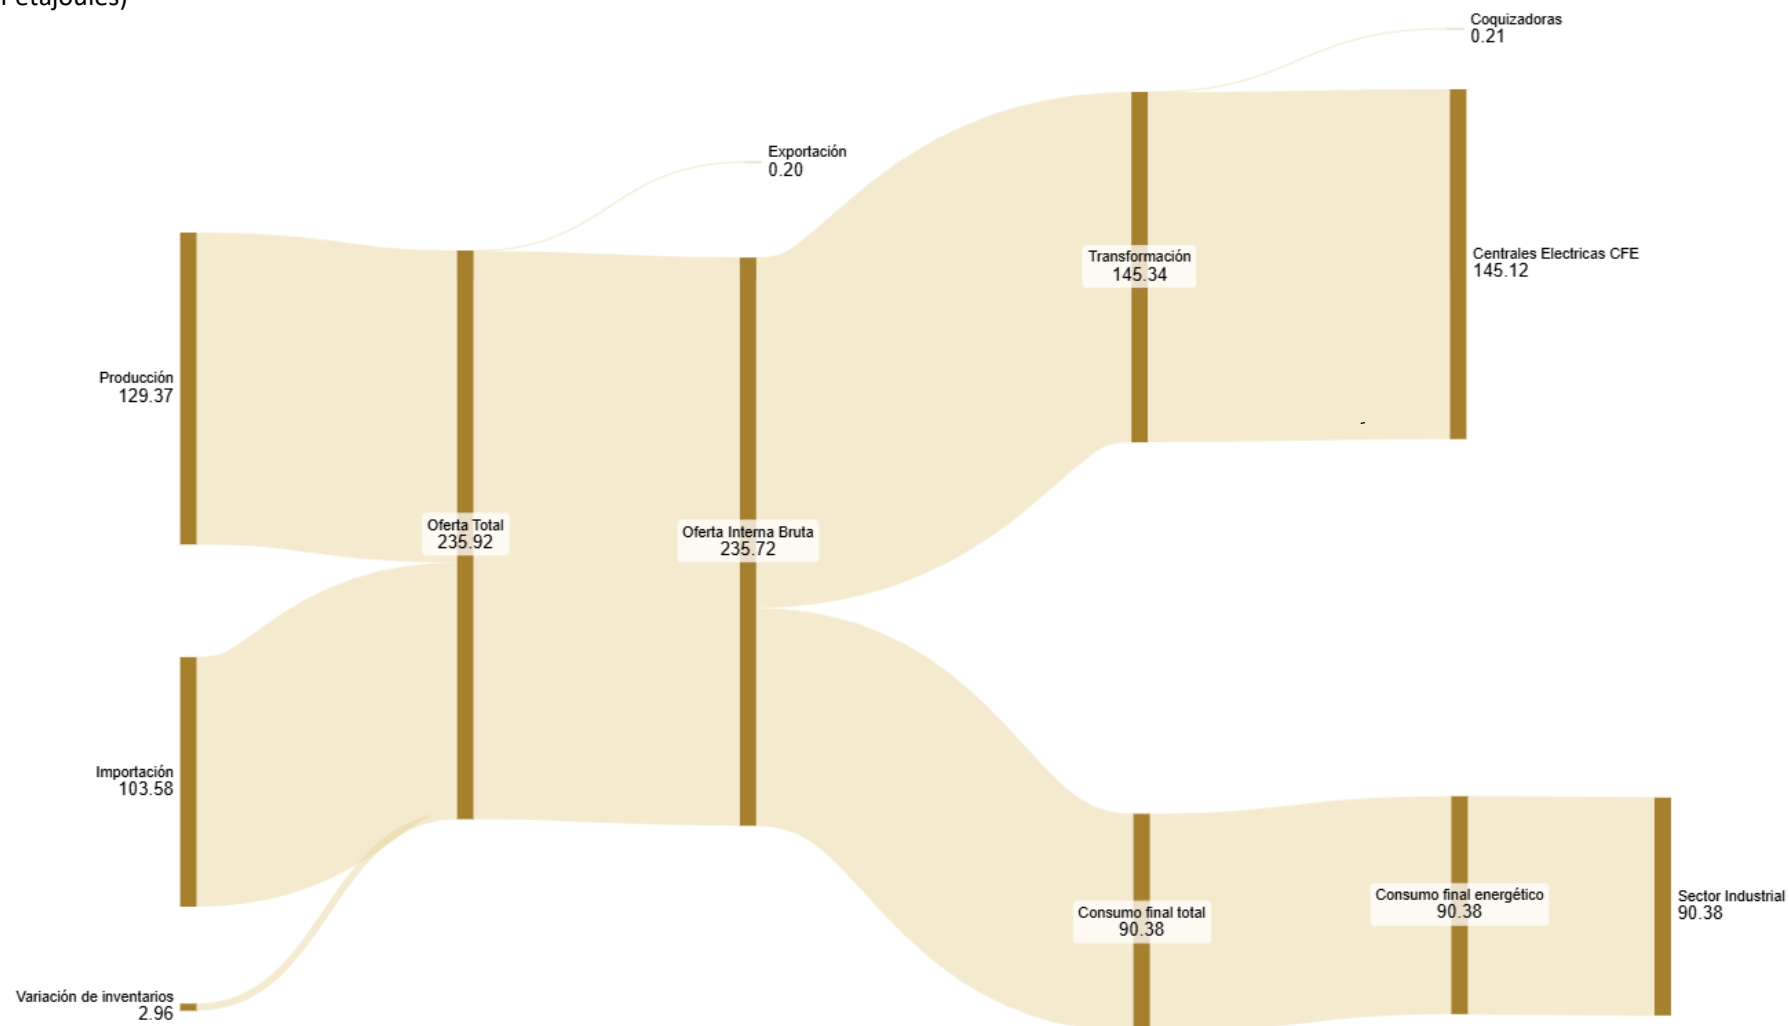 Petajoules)
Coquizadoras
0.21
Exportación
0.20
Transformación
145.34
Centrales Electricas CFE
145.12
Producción
129.37
Oferta Total
235.92
Oferta Interna Bruta
235.72
Importación
103.58
Consumo final total
90.38
Consumo final energético
90.38
Sector Industrial
90.38
Variación de inventarios
2.96